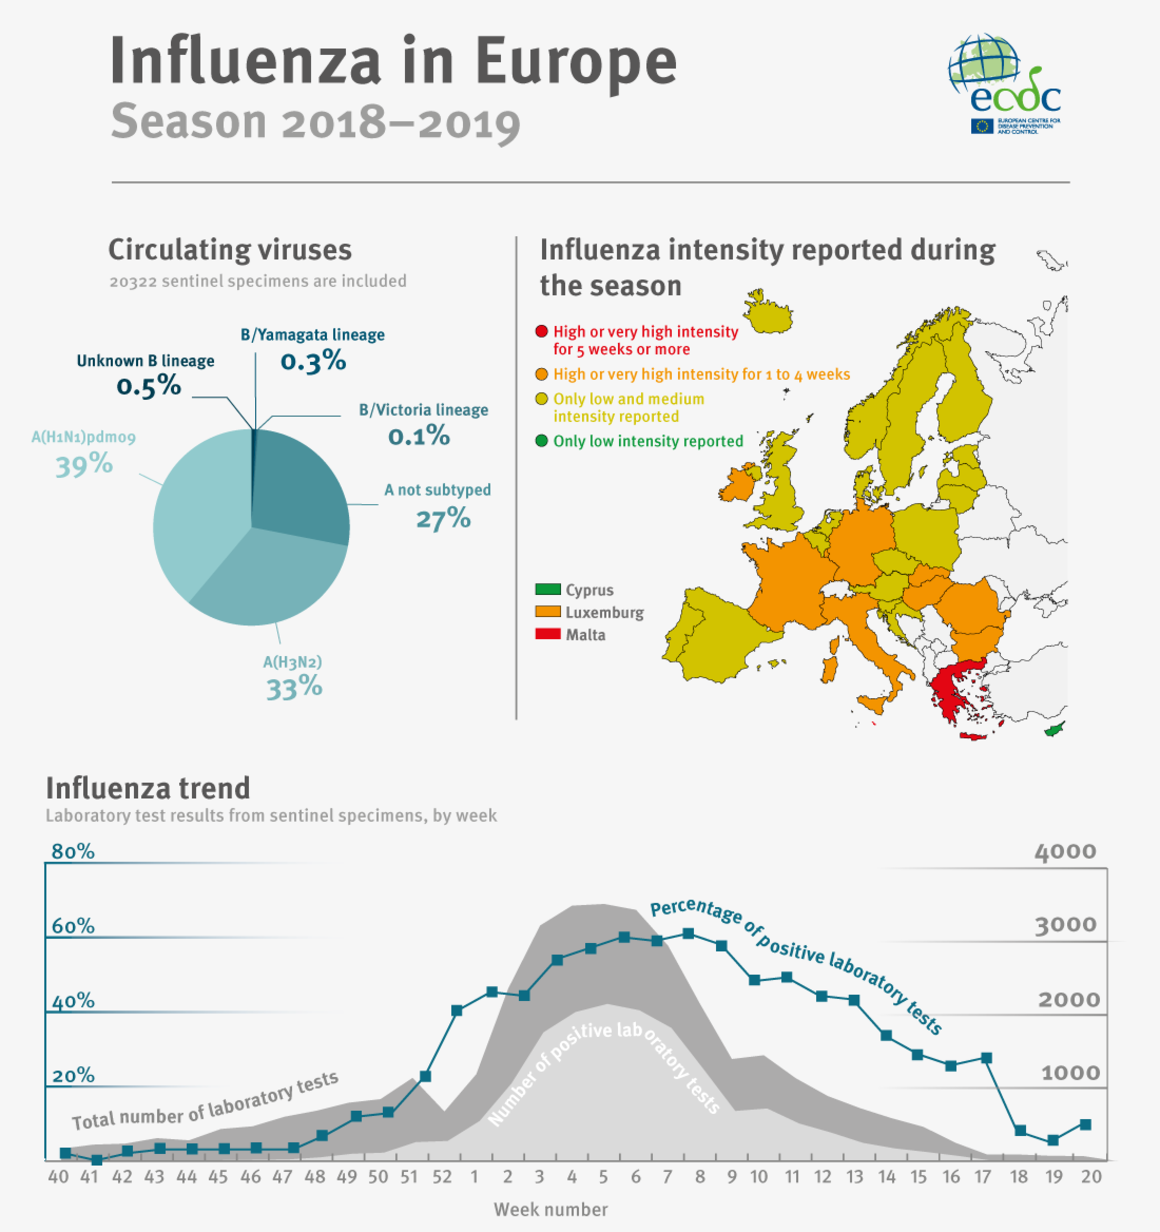 Influenza in Europe
Season 2018–2019
ecdc
EUROPEAN CENTRE FOR
DISEASE PREVENTION
AND CONTROL
Circulating viruses
20322 sentinel specimens are included
B/Yamagata lineage
0.3%
Unknown B lineage
0.5%
B/Victoria lineage
0.1%
A(H1N1)pdm09
39%
A not subtyped
27%
A(H3N2)
33%
Influenza intensity reported during
the season
High or very high intensity
for 5 weeks or more
High or very high intensity for 1 to 4 weeks
Only low and medium
intensity reported
Only low intensity reported
Cyprus
Luxemburg
Malta
Influenza trend
Laboratory test results from sentinel specimens, by week
80%
60%
40%
20%
4000
3000
2000
1000
Percentage of positive laboratory tests
Total number of laboratory tests
Number of positive laboratory tests
40 41 42 43 44 45 46 47 48 49 50 51 52 1 2 3 4 5 6 7 8 9 10 11 12 13 14 15 16 17 18 19 20
Week number